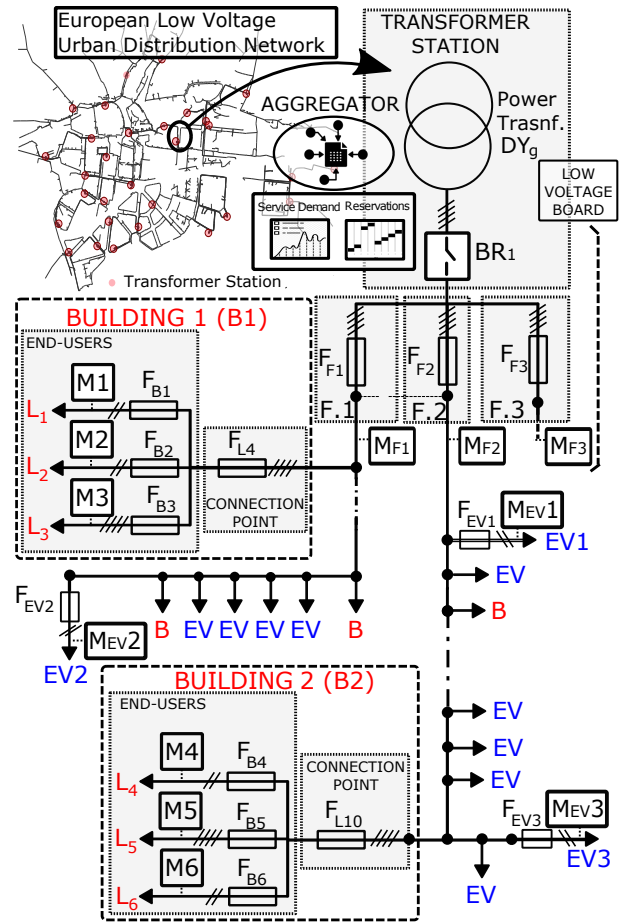 European Low Voltage
Urban Distribution Network
TRANSFORMER
STATION
Power
Trasnf.
DYg
AGGREGATOR
Service Demand
Reservations
LOW
VOLTAGE
BOARD
BR1
Transformer Station
BUILDING 1 (B1)
END-USERS
M1
FB1
L1
M2
FB2
L2
M3
FB3
L3
FL4
CONNECTION
POINT
FF1
FF2
FF3
F.1
F.2
F.3
MF1
MF2
MF3
FEV1
MEV1
EV1
EV
B
FEV2
MEV2
EV2
B
EV
EV
EV
EV
B
BUILDING 2 (B2)
END-USERS
M4
FB4
L4
M5
FB5
L5
M6
FB6
L6
CONNECTION
POINT
FL10
EV
EV
EV
FEV3
MEV3
EV3
EV